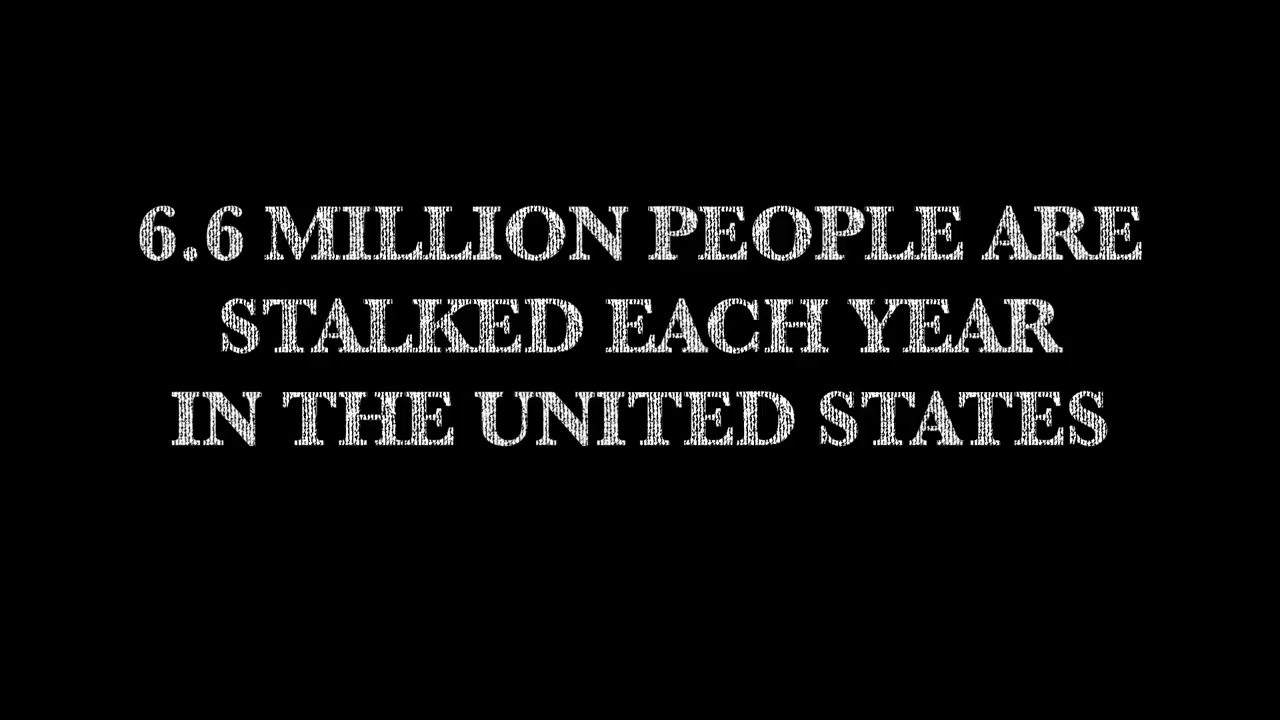 6.6 MILLION PEOPLE ARE
STALKED EACH YEAR
IN THE UNITED STATES